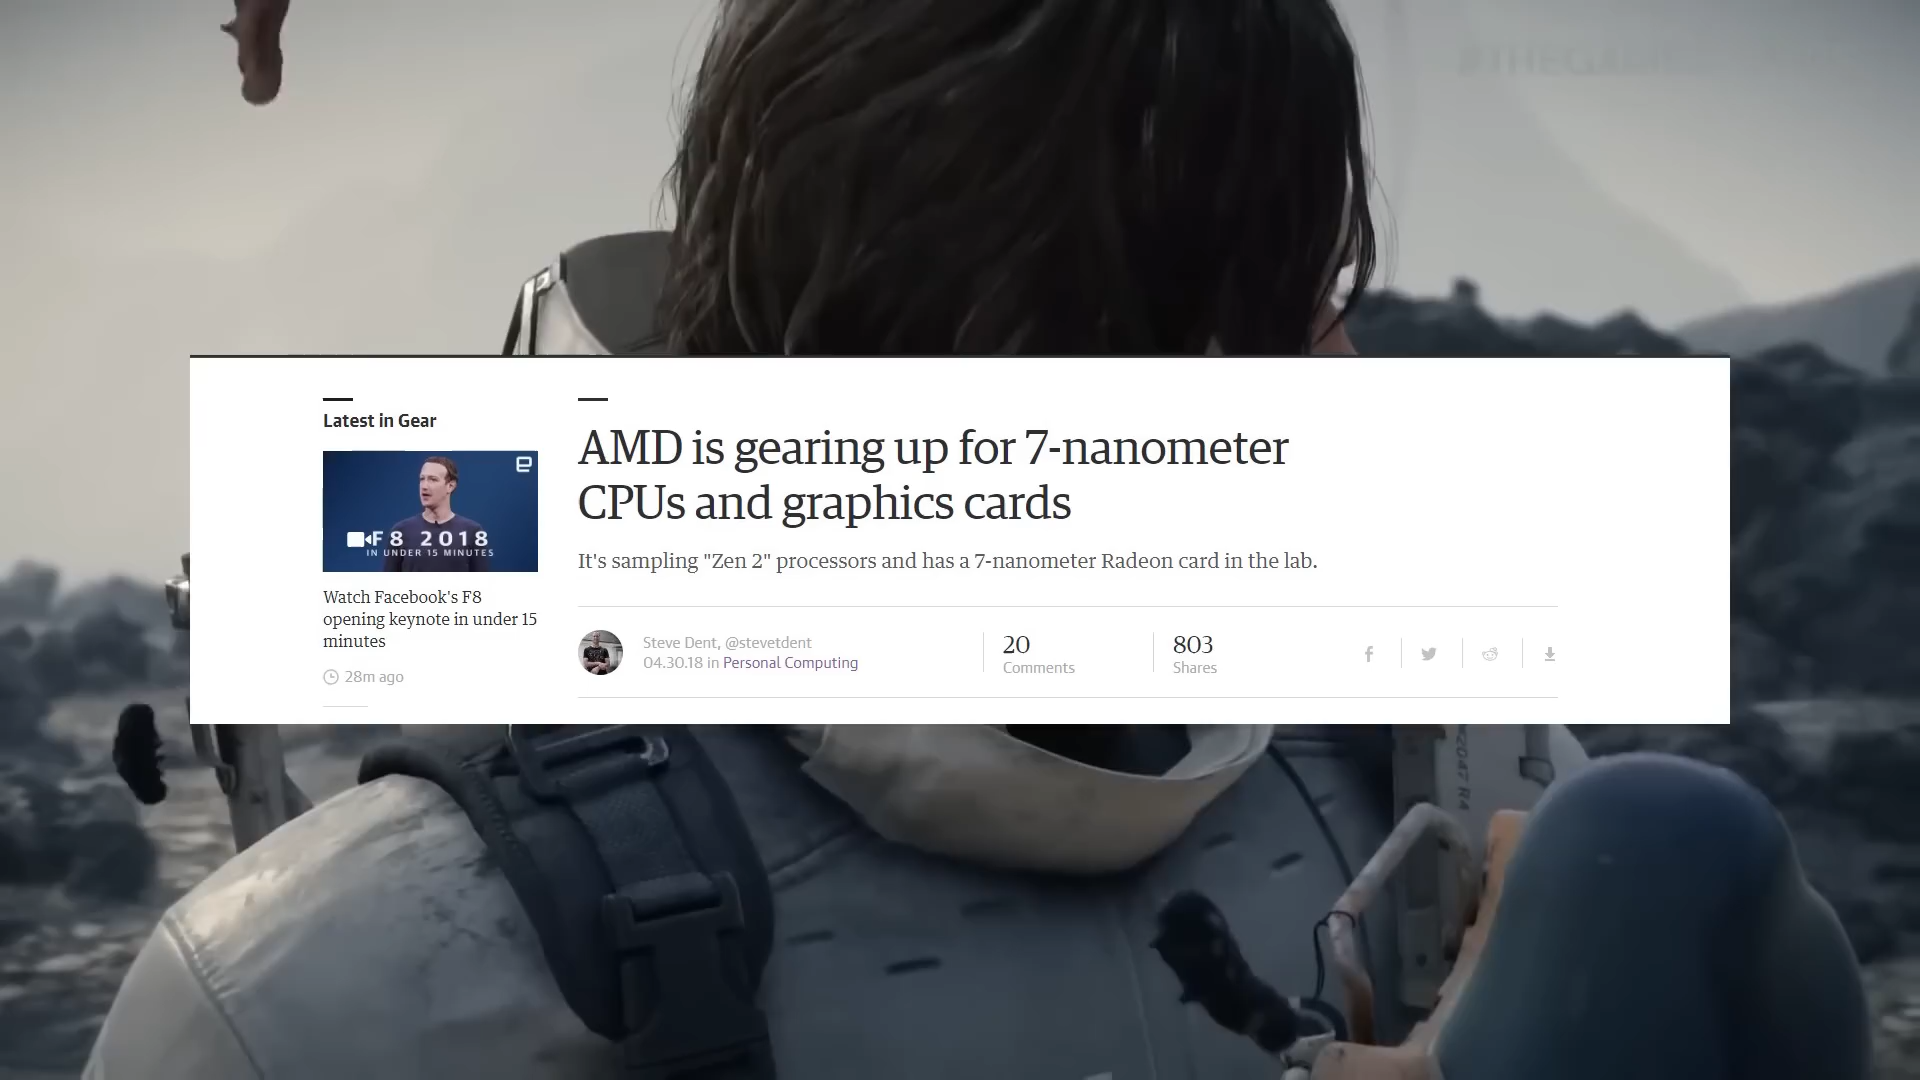 #THEGA
Latest in Gear
F8 2018
IN UNDER 15 MINUTES
Watch Facebook's F8
opening keynote in under 15
minutes
28m ago
AMD is gearing up for 7-nanometer
CPUs and graphics cards
It's sampling "Zen 2" processors and has a 7-nanometer Radeon card in the lab.
Steve Dent, @stevetdent
04.30.18 in Personal Computing
20
Comments
803
Shares
2047 R4